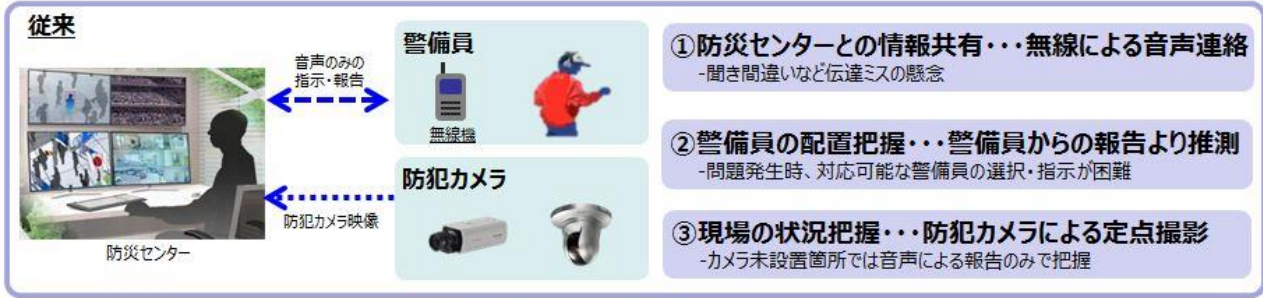 従来
音声のみの
指示・報告
防犯カメラ映像
防災センター
警備員
無線機
防犯カメラ
①防災センターとの情報共有・・・無線による音声連絡
-聞き間違いなど伝達ミスの懸念
②警備員の配置把握・・・警備員からの報告より推測
-問題発生時、対応可能な警備員の選択・指示が困難
③現場の状況把握・・・防犯カメラによる定点撮影
-カメラ未設置箇所では音声による報告のみで把握